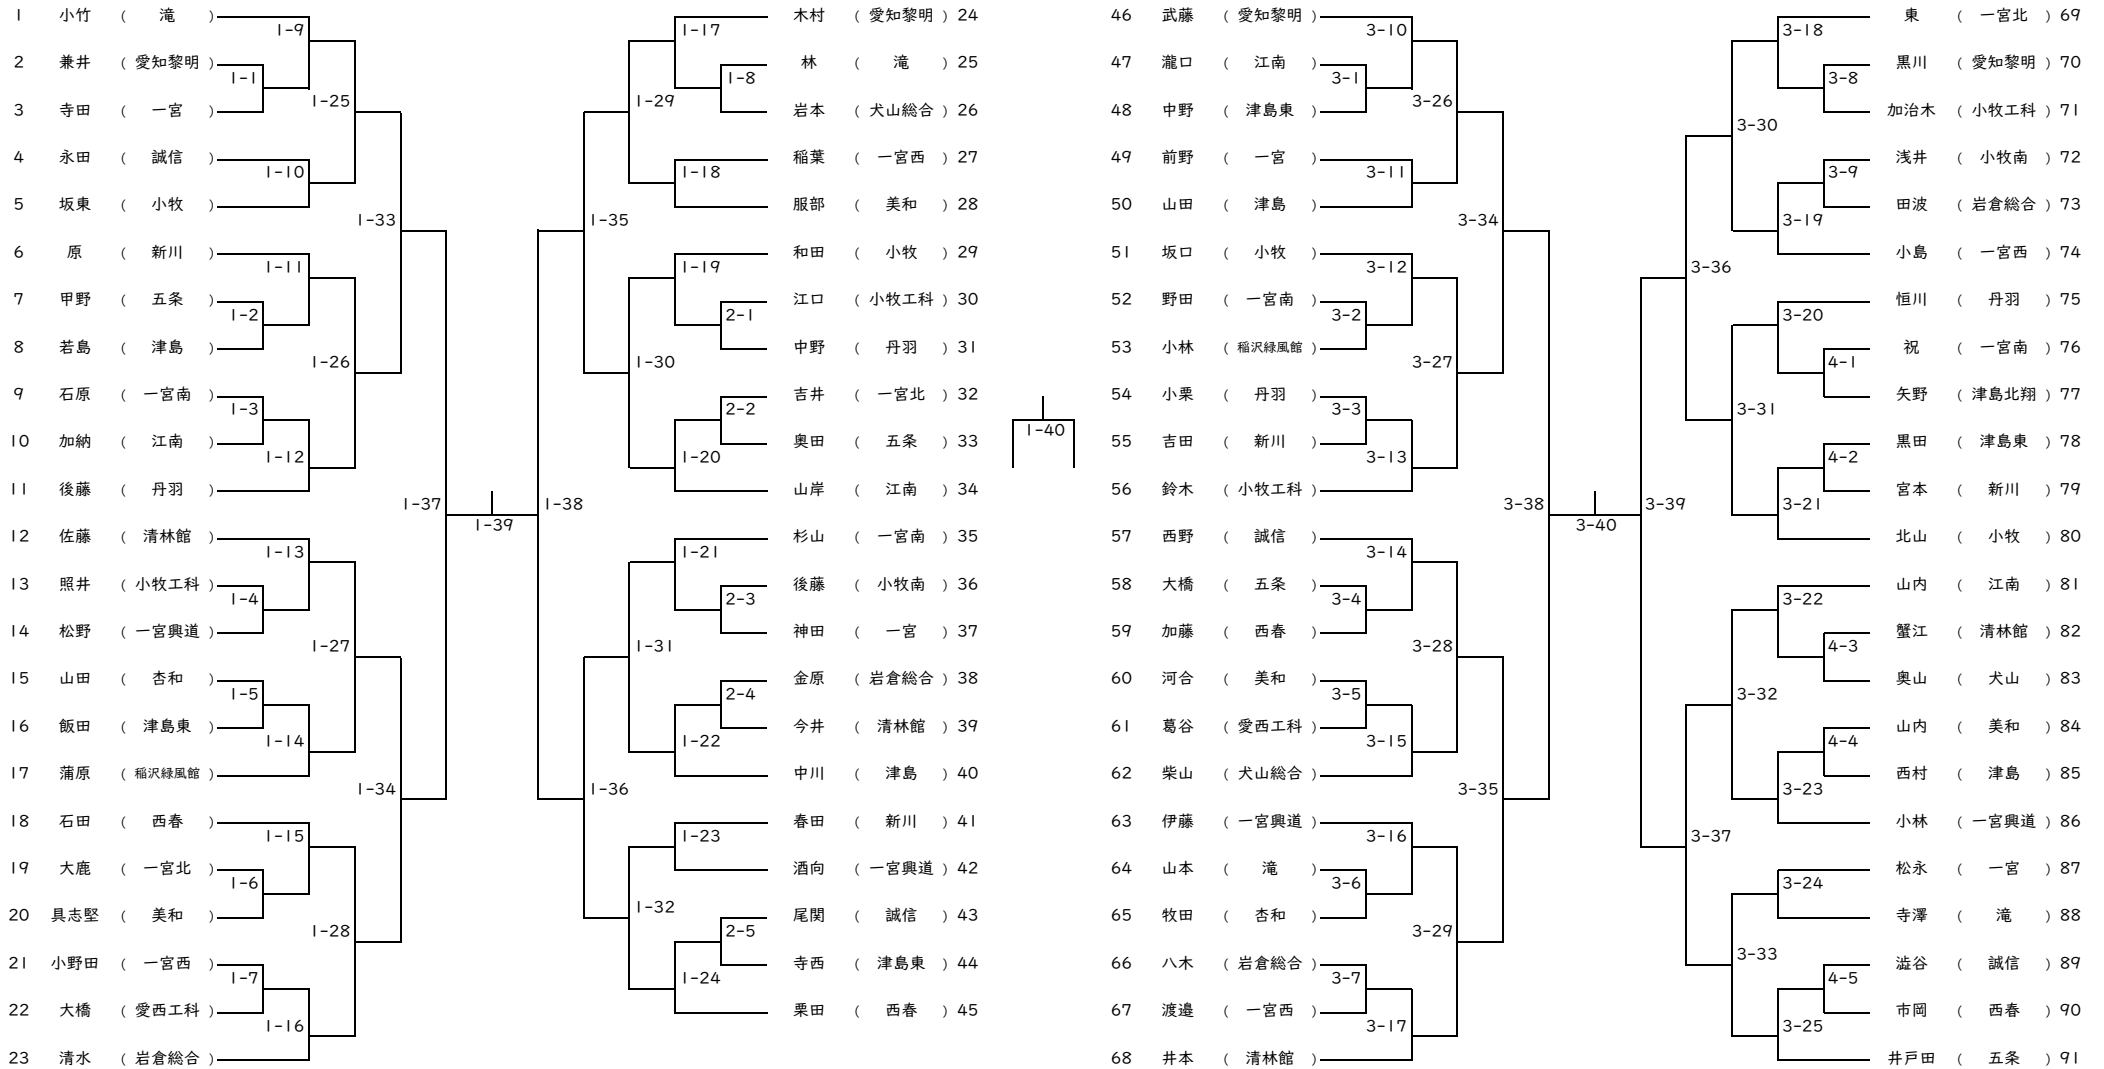 1 小竹 （ 滝 ）
1-9
2 兼井 （ 愛知黎明 ）
1-1
3 寺田 （ 一宮 ）
1-25
4 永田 （ 誠信 ）
1-10
5 坂東 （ 小牧 ）
1-33
6 原 （ 新川 ）
1-11
7 甲野 （ 五条 ）
1-2
8 若島 （ 津島 ）
1-26
9 石原 （ 一宮南 ）
1-3
10 加納 （ 江南 ）
1-12
11 後藤 （ 丹羽 ）
1-37
12 佐藤 （ 清林館 ）
1-13
13 照井 （ 小牧工科 ）
1-4
14 松野 （ 一宮興道 ）
1-27
15 山田 （ 杏和 ）
1-5
16 飯田 （ 津島東 ）
1-14
17 蒲原 （ 稲沢緑風館 ）
1-34
18 石田 （ 西春 ）
1-15
19 大鹿 （ 一宮北 ）
1-6
20 具志堅 （ 美和 ）
1-28
21 小野田 （ 一宮西 ）
1-7
22 大橋 （ 愛西工科 ）
1-16
23 清水 （ 岩倉総合 ）
1-39
木村 （ 愛知黎明 ） 24
1-17
林 （ 滝 ） 25
1-8
岩本 （ 犬山総合 ） 26
1-29
稲葉 （ 一宮西 ） 27
1-18
服部 （ 美和 ） 28
1-35
和田 （ 小牧 ） 29
1-19
江口 （ 小牧工科 ） 30
2-1
中野 （ 丹羽 ） 31
1-30
吉井 （ 一宮北 ） 32
2-2
奥田 （ 五条 ） 33
1-20
山岸 （ 江南 ） 34
1-38
杉山 （ 一宮南 ） 35
1-21
後藤 （ 小牧南 ） 36
2-3
神田 （ 一宮 ） 37
1-31
金原 （ 岩倉総合 ） 38
2-4
今井 （ 清林館 ） 39
1-22
中川 （ 津島 ） 40
1-36
春田 （ 新川 ） 41
1-23
酒向 （ 一宮興道 ） 42
1-32
尾関 （ 誠信 ） 43
2-5
寺西 （ 津島東 ） 44
1-24
栗田 （ 西春 ） 45
1-40
46 武藤 （ 愛知黎明 ）
3-10
47 瀧口 （ 江南 ）
3-1
48 中野 （ 津島東 ）
3-26
49 前野 （ 一宮 ）
3-11
50 山田 （ 津島 ）
3-34
51 坂口 （ 小牧 ）
3-12
52 野田 （ 一宮南 ）
3-2
53 小林 （ 稲沢緑風館 ）
3-27
54 小栗 （ 丹羽 ）
3-3
55 吉田 （ 新川 ）
3-13
56 鈴木 （ 小牧工科 ）
3-38
57 西野 （ 誠信 ）
3-14
58 大橋 （ 五条 ）
3-4
59 加藤 （ 西春 ）
3-28
60 河合 （ 美和 ）
3-5
61 葛谷 （ 愛西工科 ）
3-15
62 柴山 （ 犬山総合 ）
3-35
63 伊藤 （ 一宮興道 ）
3-16
64 山本 （ 滝 ）
3-6
65 牧田 （ 杏和 ）
3-29
66 八木 （ 岩倉総合 ）
3-7
67 渡邉 （ 一宮西 ）
3-17
68 井本 （ 清林館 ）
3-40
東 （ 一宮北 ） 69
3-18
黒川 （ 愛知黎明 ） 70
3-8
加治木 （ 小牧工科 ） 71
3-30
浅井 （ 小牧南 ） 72
3-9
田波 （ 岩倉総合 ） 73
3-19
小島 （ 一宮西 ） 74
3-36
恒川 （ 丹羽 ） 75
3-20
祝 （ 一宮南 ） 76
4-1
矢野 （ 津島北翔 ） 77
3-31
黒田 （ 津島東 ） 78
4-2
宮本 （ 新川 ） 79
3-21
3-39
北山 （ 小牧 ） 80
山内 （ 江南 ） 81
3-22
蟹江 （ 清林館 ） 82
4-3
奥山 （ 犬山 ） 83
3-32
山内 （ 美和 ） 84
4-4
西村 （ 津島 ） 85
3-23
小林 （ 一宮興道 ） 86
3-37
松永 （ 一宮 ） 87
3-24
寺澤 （ 滝 ） 88
3-33
澁谷 （ 誠信 ） 89
4-5
市岡 （ 西春 ） 90
3-25
井戸田 （ 五条 ） 91